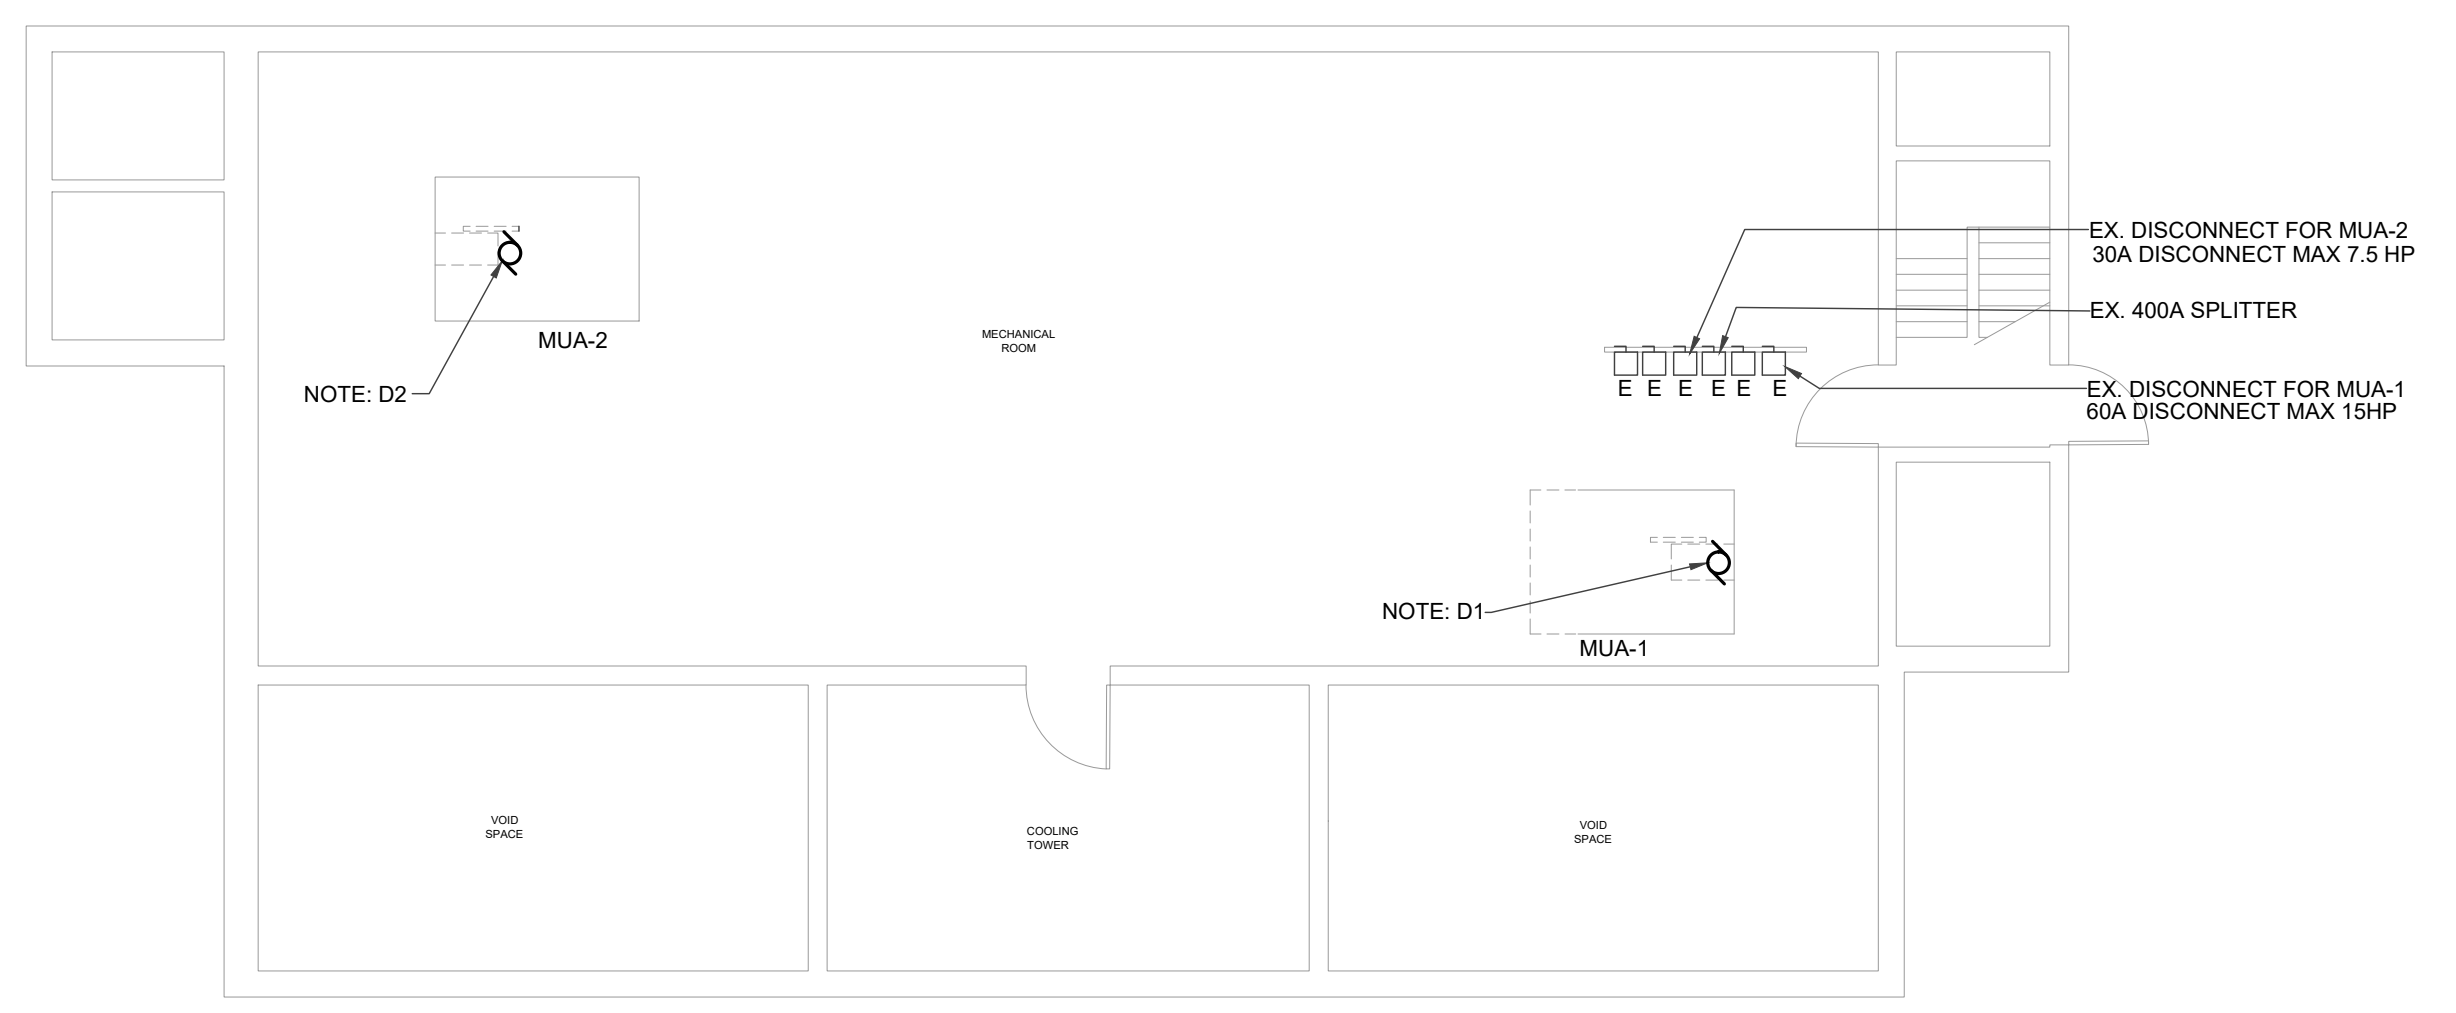 EX. DISCONNECT FOR MUA-2
30A DISCONNECT MAX 7.5 HP
EX. 400A SPLITTER
MUA-2
MECHANICAL
ROOM
NOTE: D2
E E E E E E
EX. DISCONNECT FOR MUA-1
60A DISCONNECT MAX 15HP
NOTE: D1
MUA-1
VOID
SPACE
COOLING
TOWER
VOID
SPACE